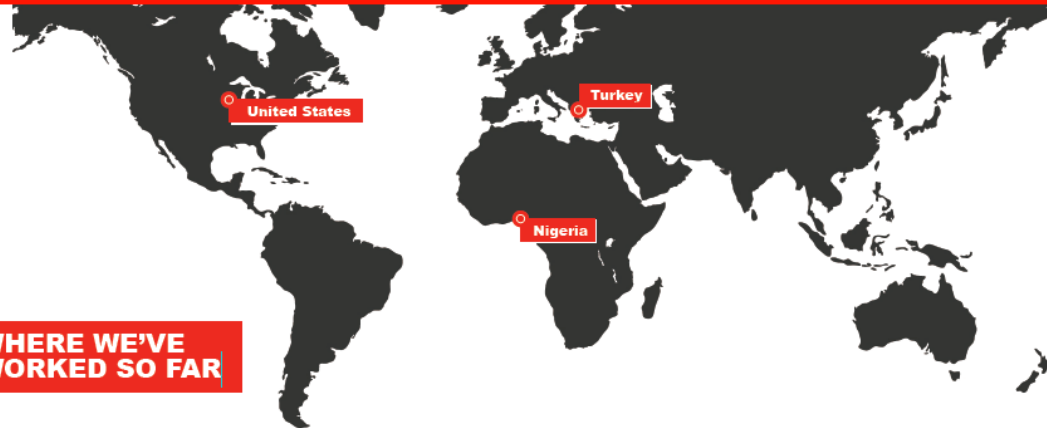 Turkey
United States
Nigeria
WHERE WE'VE
WORKED SO FAR